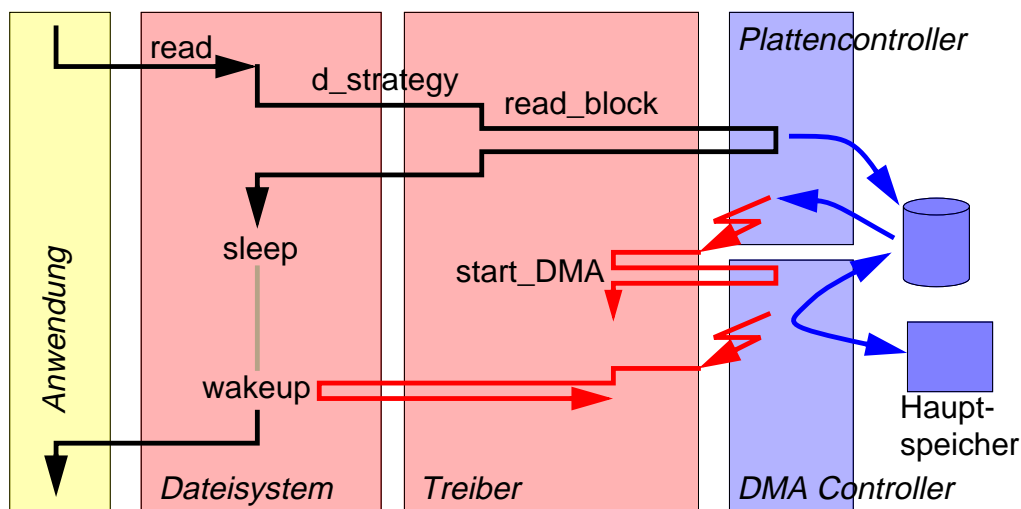 Plattencontroller
read
d_strategy
read_block
sleep
start_DMA
Anwendung
wakeup
Haupt-
speicher
Dateisystem
Treiber
DMA Controller